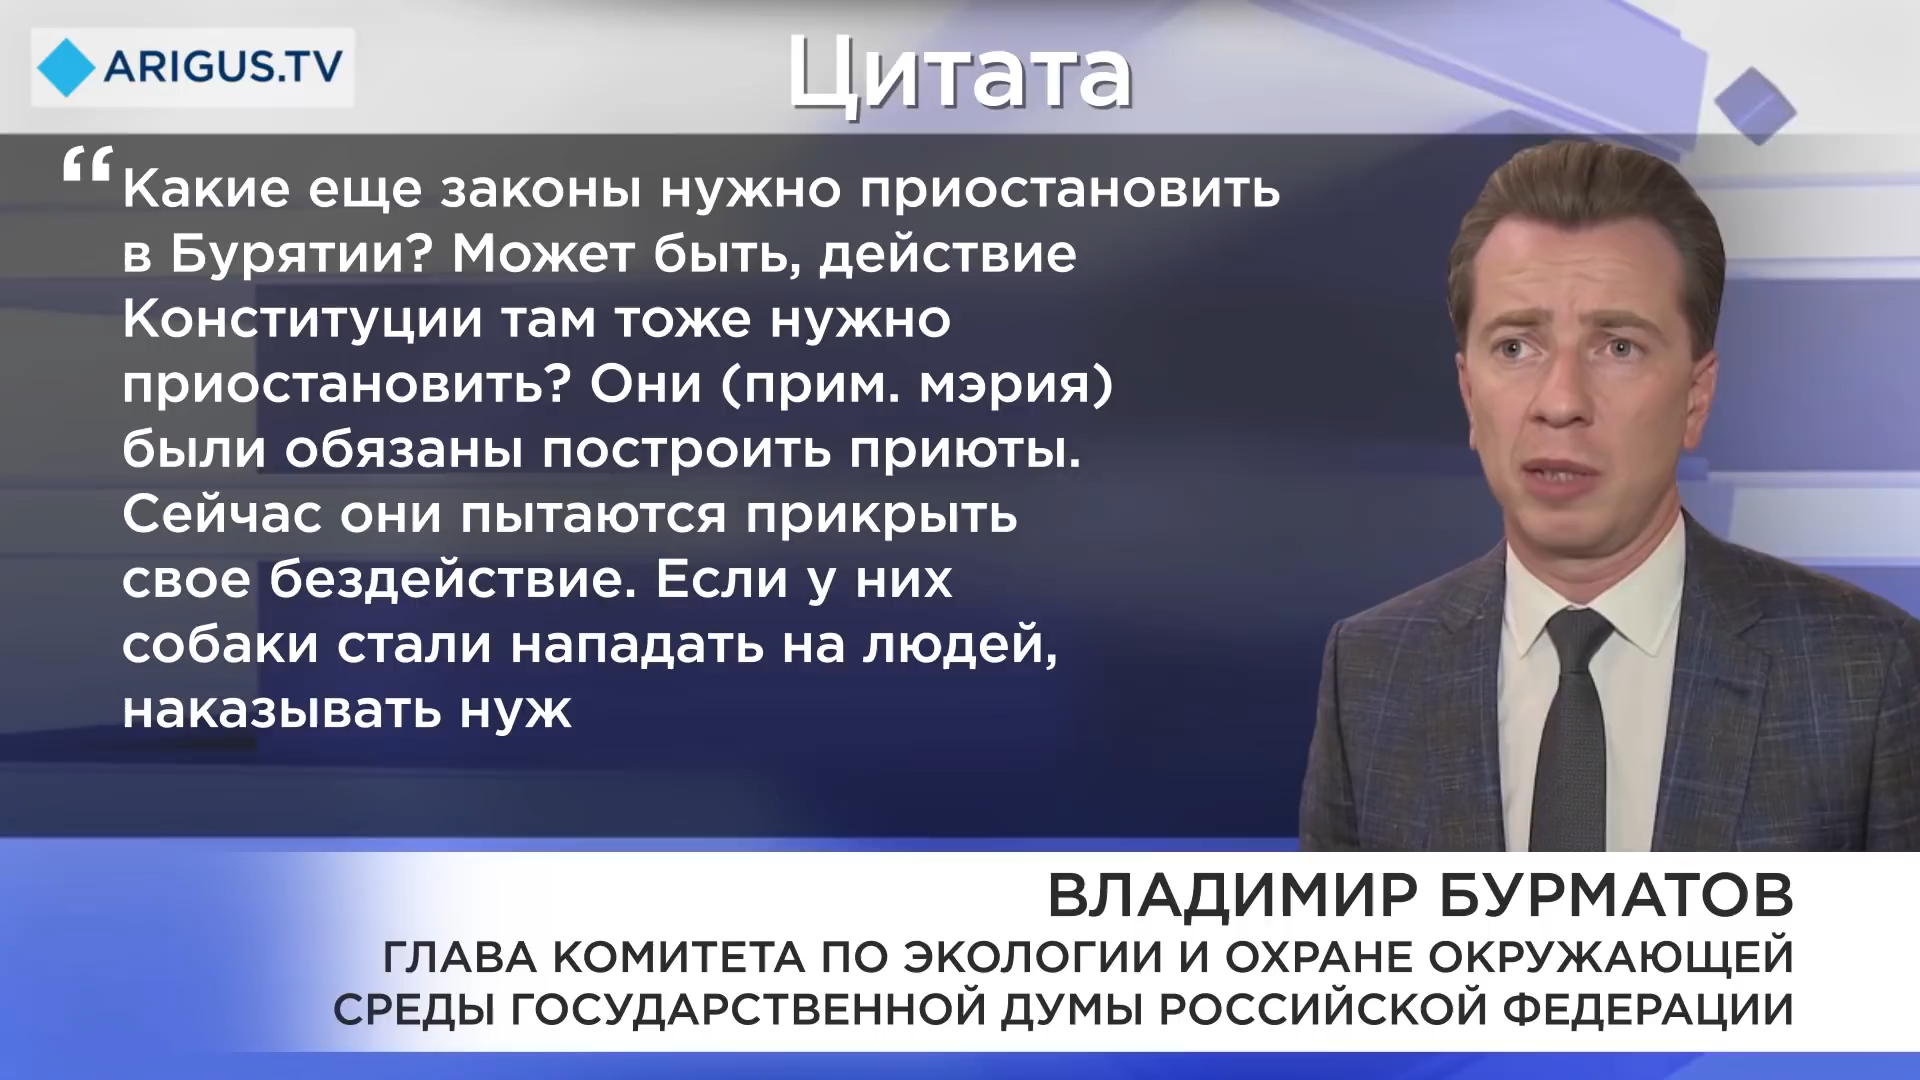 ARIGUS.TV
Цитата
“Какие еще законы нужно приостановить
в Бурятии? Может быть, действие
Конституции там тоже нужно
приостановить? Они (прим. мэрия)
были обязаны построить приюты.
Сейчас они пытаются прикрыть
свое бездействие. Если у них
собаки стали нападать на людей,
наказывать нуж
ВЛАДИМИР БУРМАТОВ
ГЛАВА КОМИТЕТА ПО ЭКОЛОГИИ И ОХРАНЕ ОКРУЖАЮЩЕЙ
СРЕДЫ ГОСУДАРСТВЕННОЙ ДУМЫ РОССИЙСКОЙ ФЕДЕРАЦИИ